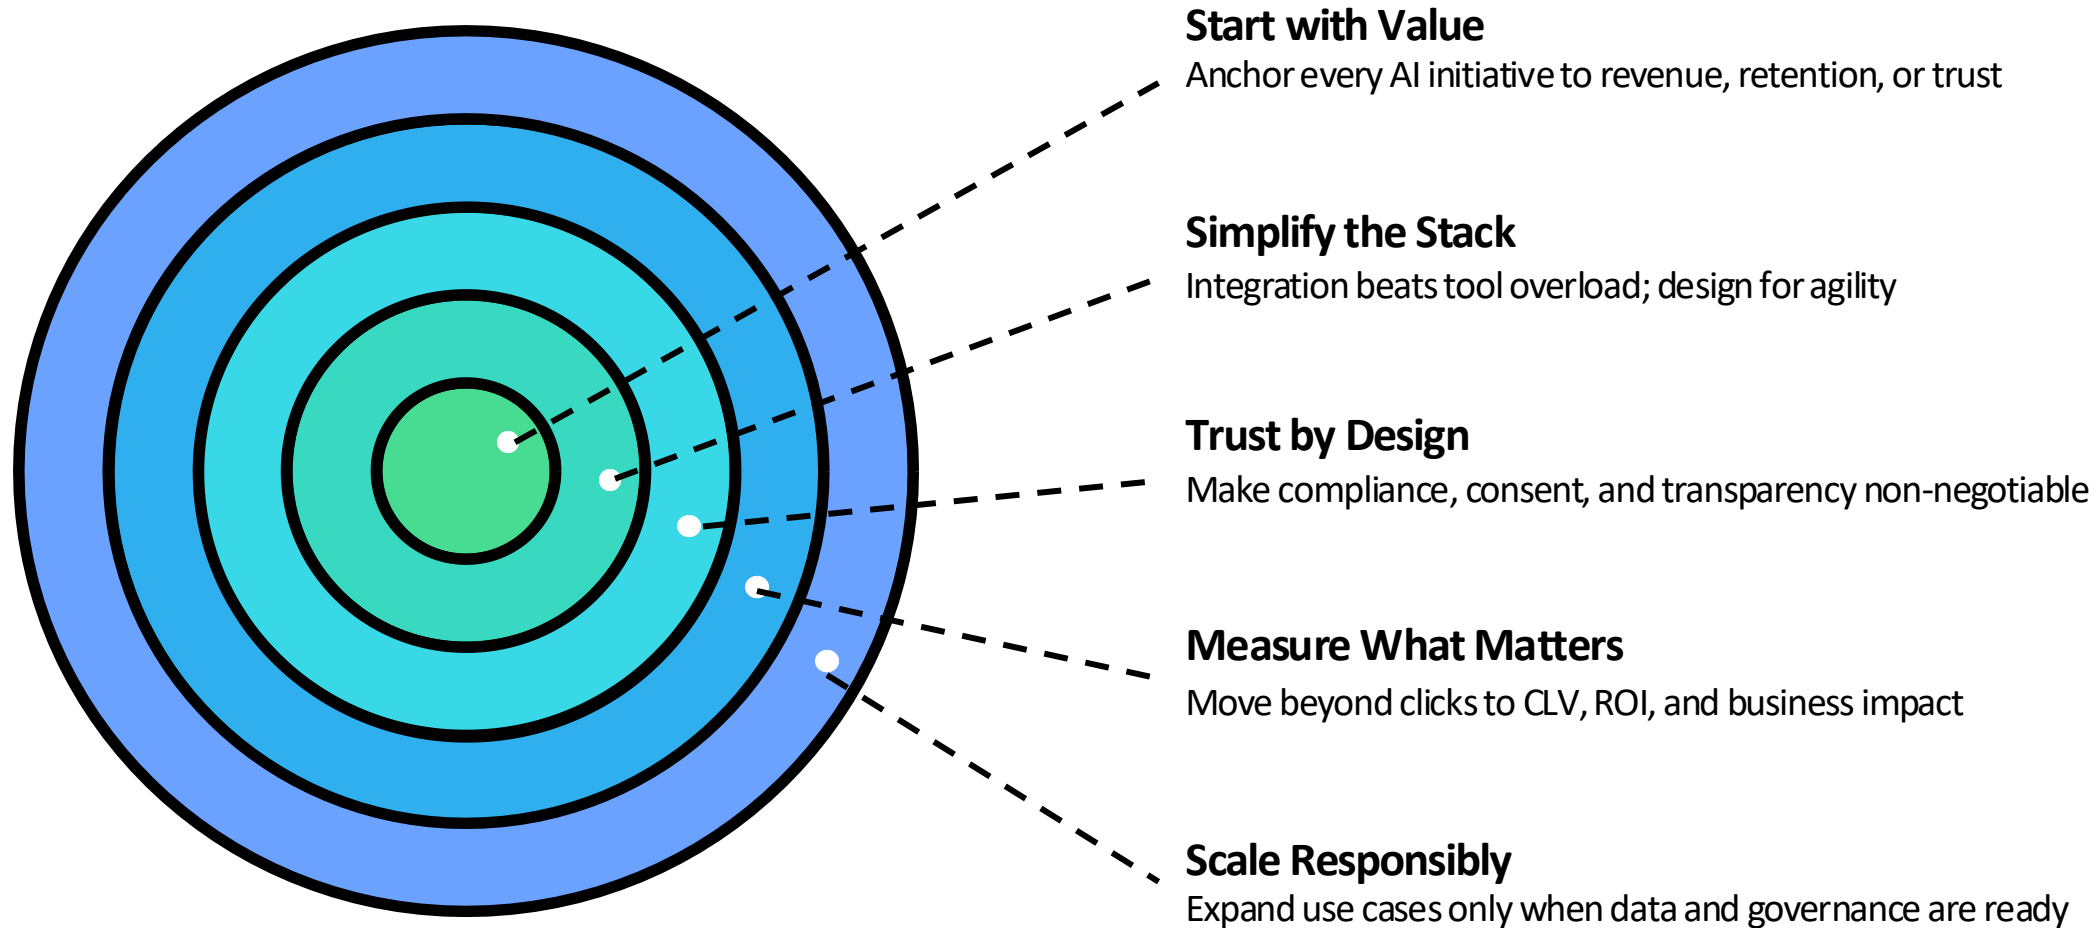 Start with Value
Anchor every AI initiative to revenue, retention, or trust
Simplify the Stack
Integration beats tool overload; design for agility
Trust by Design
Make compliance, consent, and transparency non-negotiable
Measure What Matters
Move beyond clicks to CLV, ROI, and business impact
Scale Responsibly
Expand use cases only when data and governance are ready